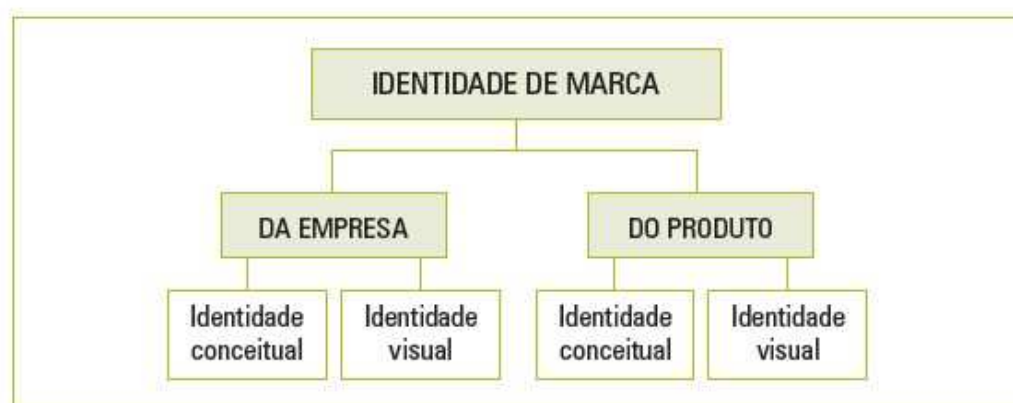 IDENTIDADE DE MARCA
DA EMPRESA
DO PRODUTO
Identidade
conceitual
Identidade
visual
Identidade
conceitual
Identidade
visual